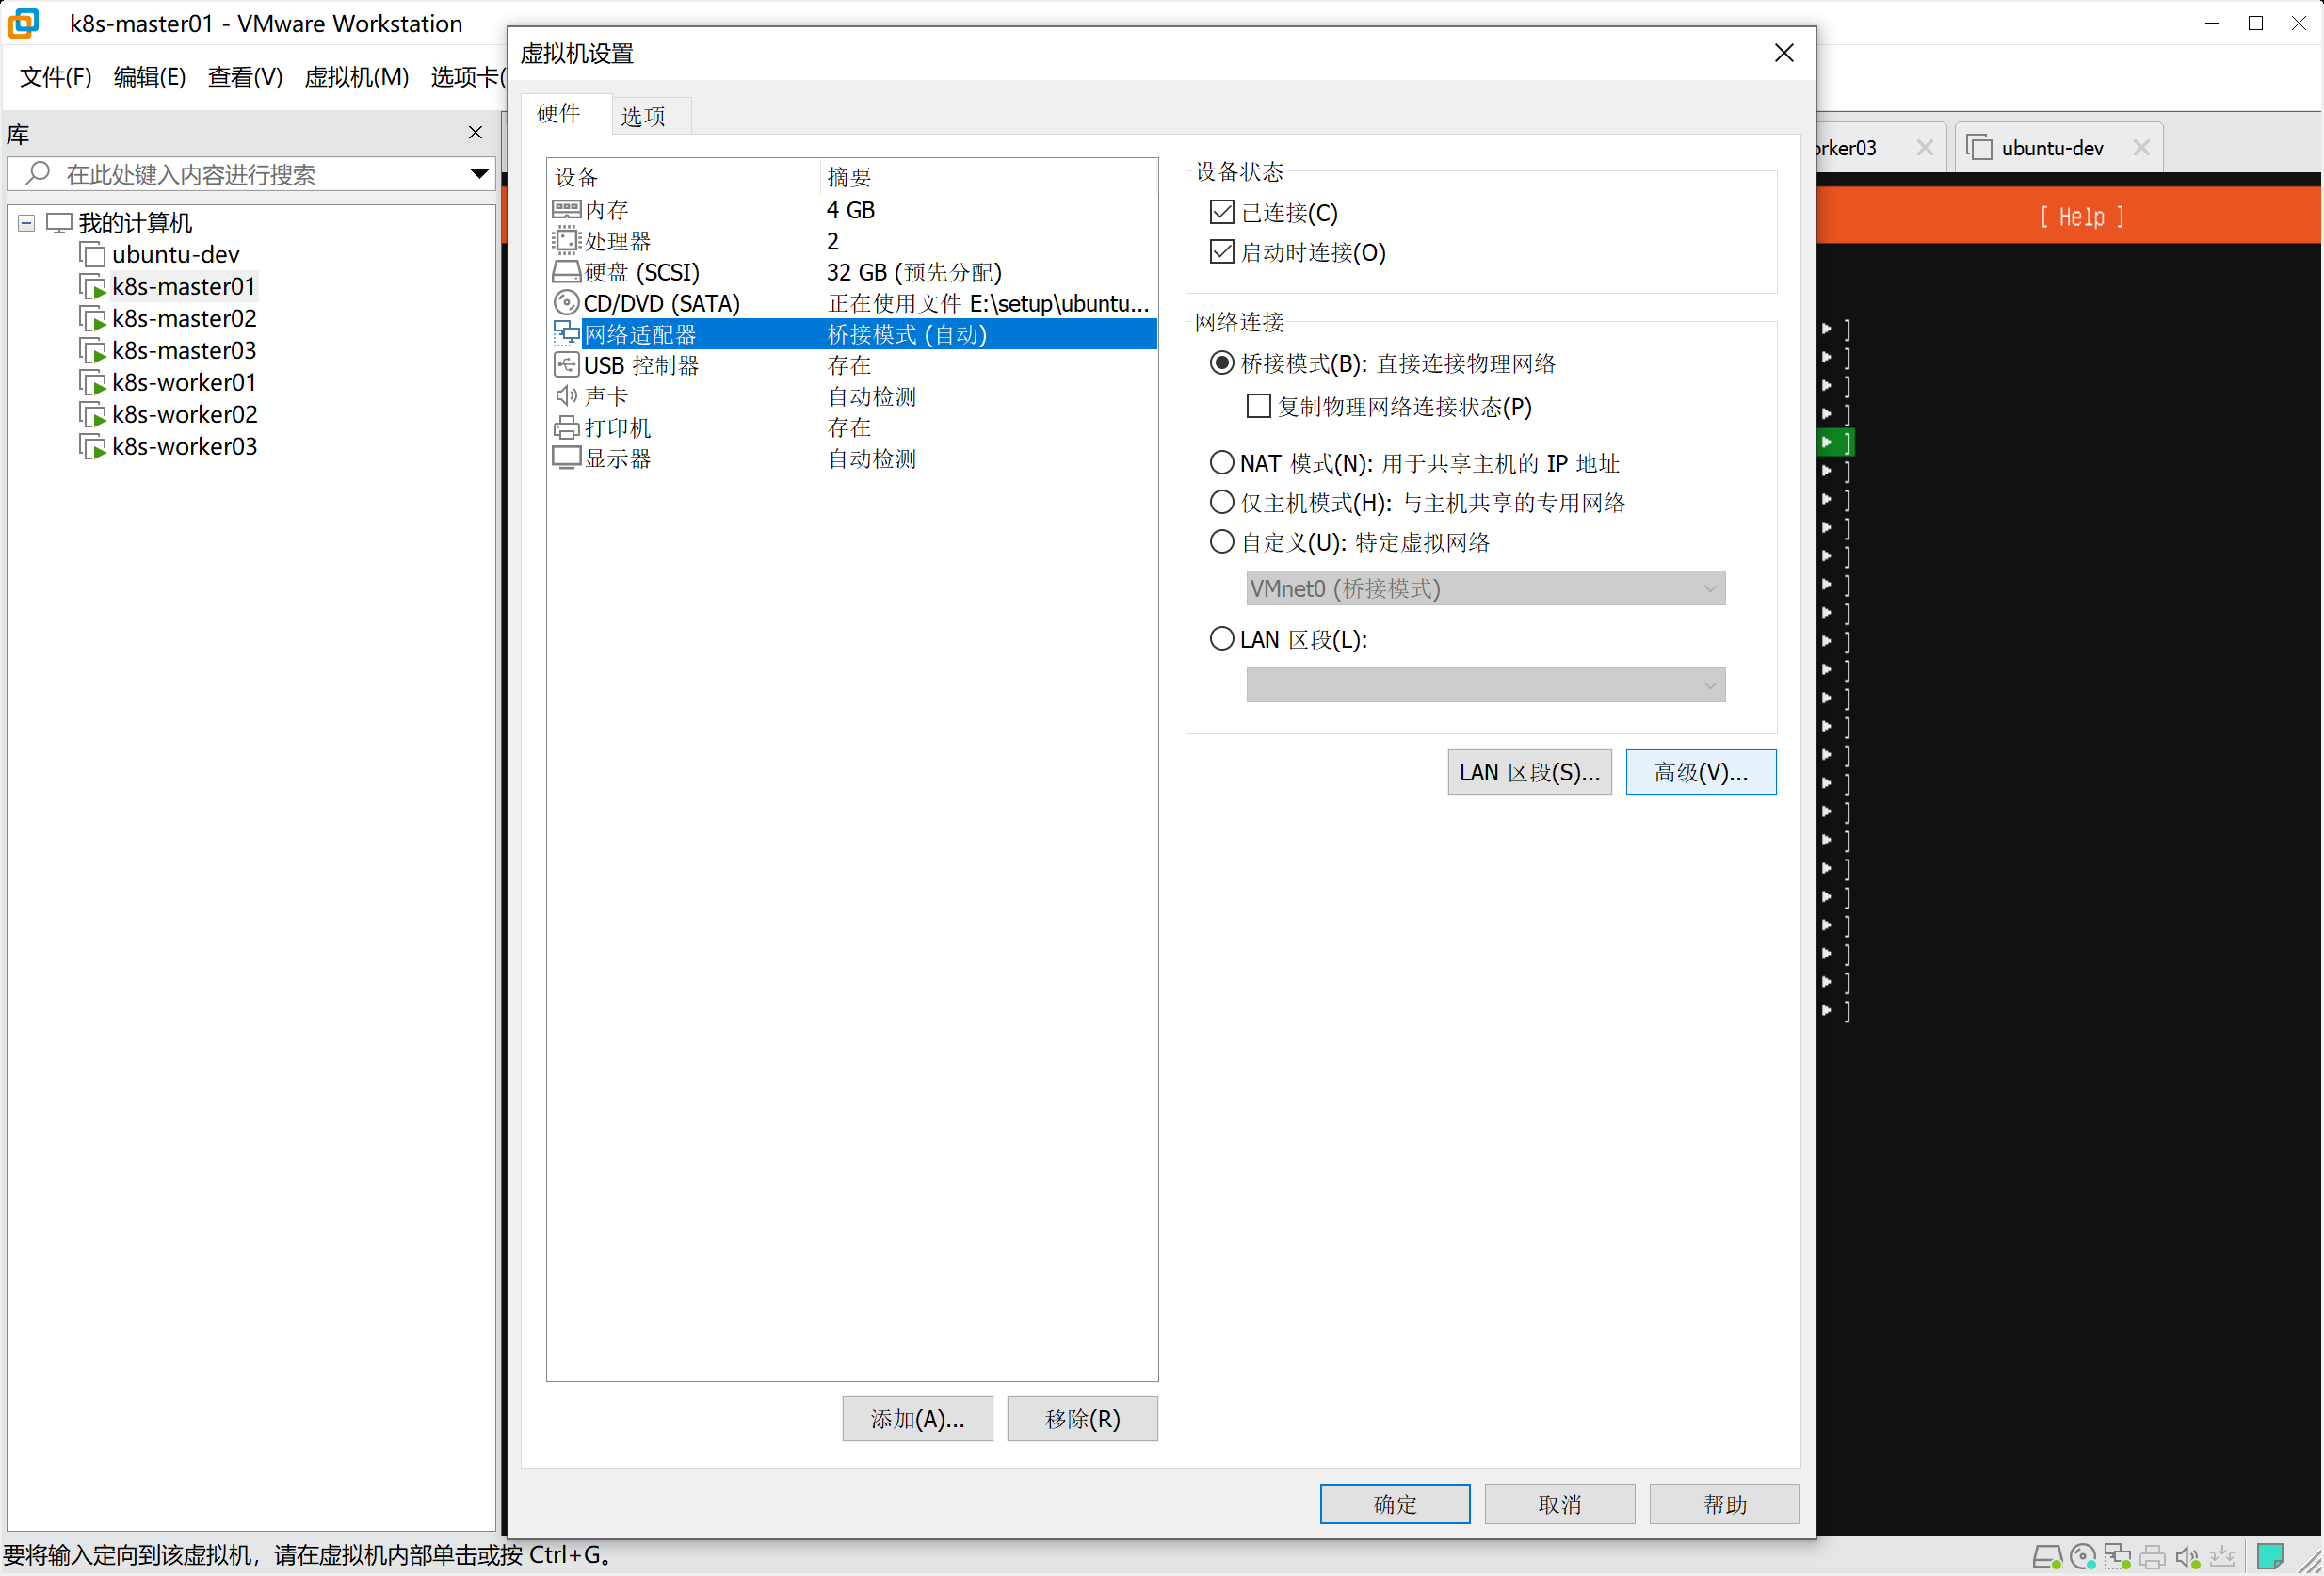 k8s-master01 - VMware Workstation
文件(F) 编辑(E) 查看(V) 虚拟机(M) 选项卡(
库
在此处键入内容进行搜索
我的计算机
ubuntu-dev
k8s-master01
k8s-master02
k8s-master03
k8s-worker01
k8s-worker02
k8s-worker03
虚拟机设置
硬件 选项
设备 摘要
内存 4 GB
处理器 2
硬盘 (SCSI) 32 GB (预先分配)
CD/DVD (SATA) 正在使用文件 E:\setup\ubuntu...
网络适配器 桥接模式 (自动)
USB 控制器 存在
声卡 自动检测
打印机 存在
显示器 自动检测
添加(A)... 移除(R)
设备状态
已连接(C)
启动时连接(O)
网络连接
桥接模式(B): 直接连接物理网络
复制物理网络连接状态(P)
NAT 模式(N): 用于共享主机的 IP 地址
仅主机模式(H): 与主机共享的专用网络
自定义(U): 特定虚拟网络
VMnet0 (桥接模式)
LAN 区段(L):
LAN 区段(S)... 高级(V)...
确定 取消 帮助
rker03 ubuntu-dev
[ Help ]
要将输入定向到该虚拟机，请在虚拟机内部单击或按 Ctrl+G。